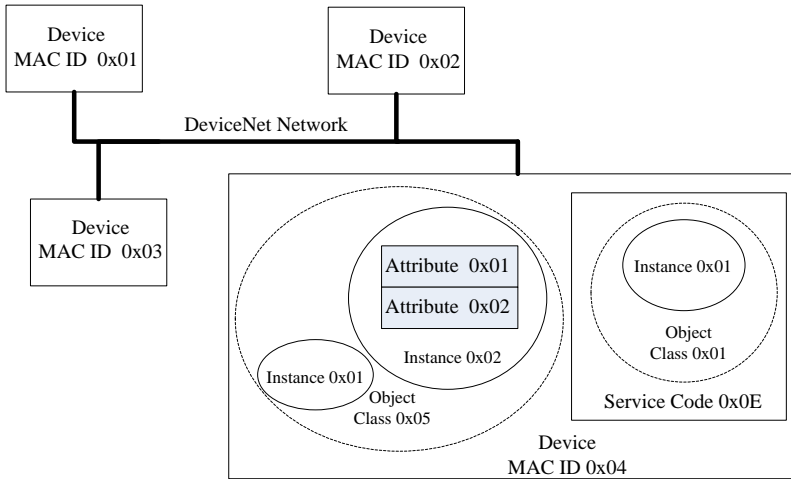 Device
MAC ID 0x01
Device
MAC ID 0x02
DeviceNet Network
Device
MAC ID 0x03
Attribute 0x01
Attribute 0x02
Instance 0x02
Instance 0x01
Object
Class 0x05
Instance 0x01
Object
Class 0x01
Service Code 0x0E
Device
MAC ID 0x04